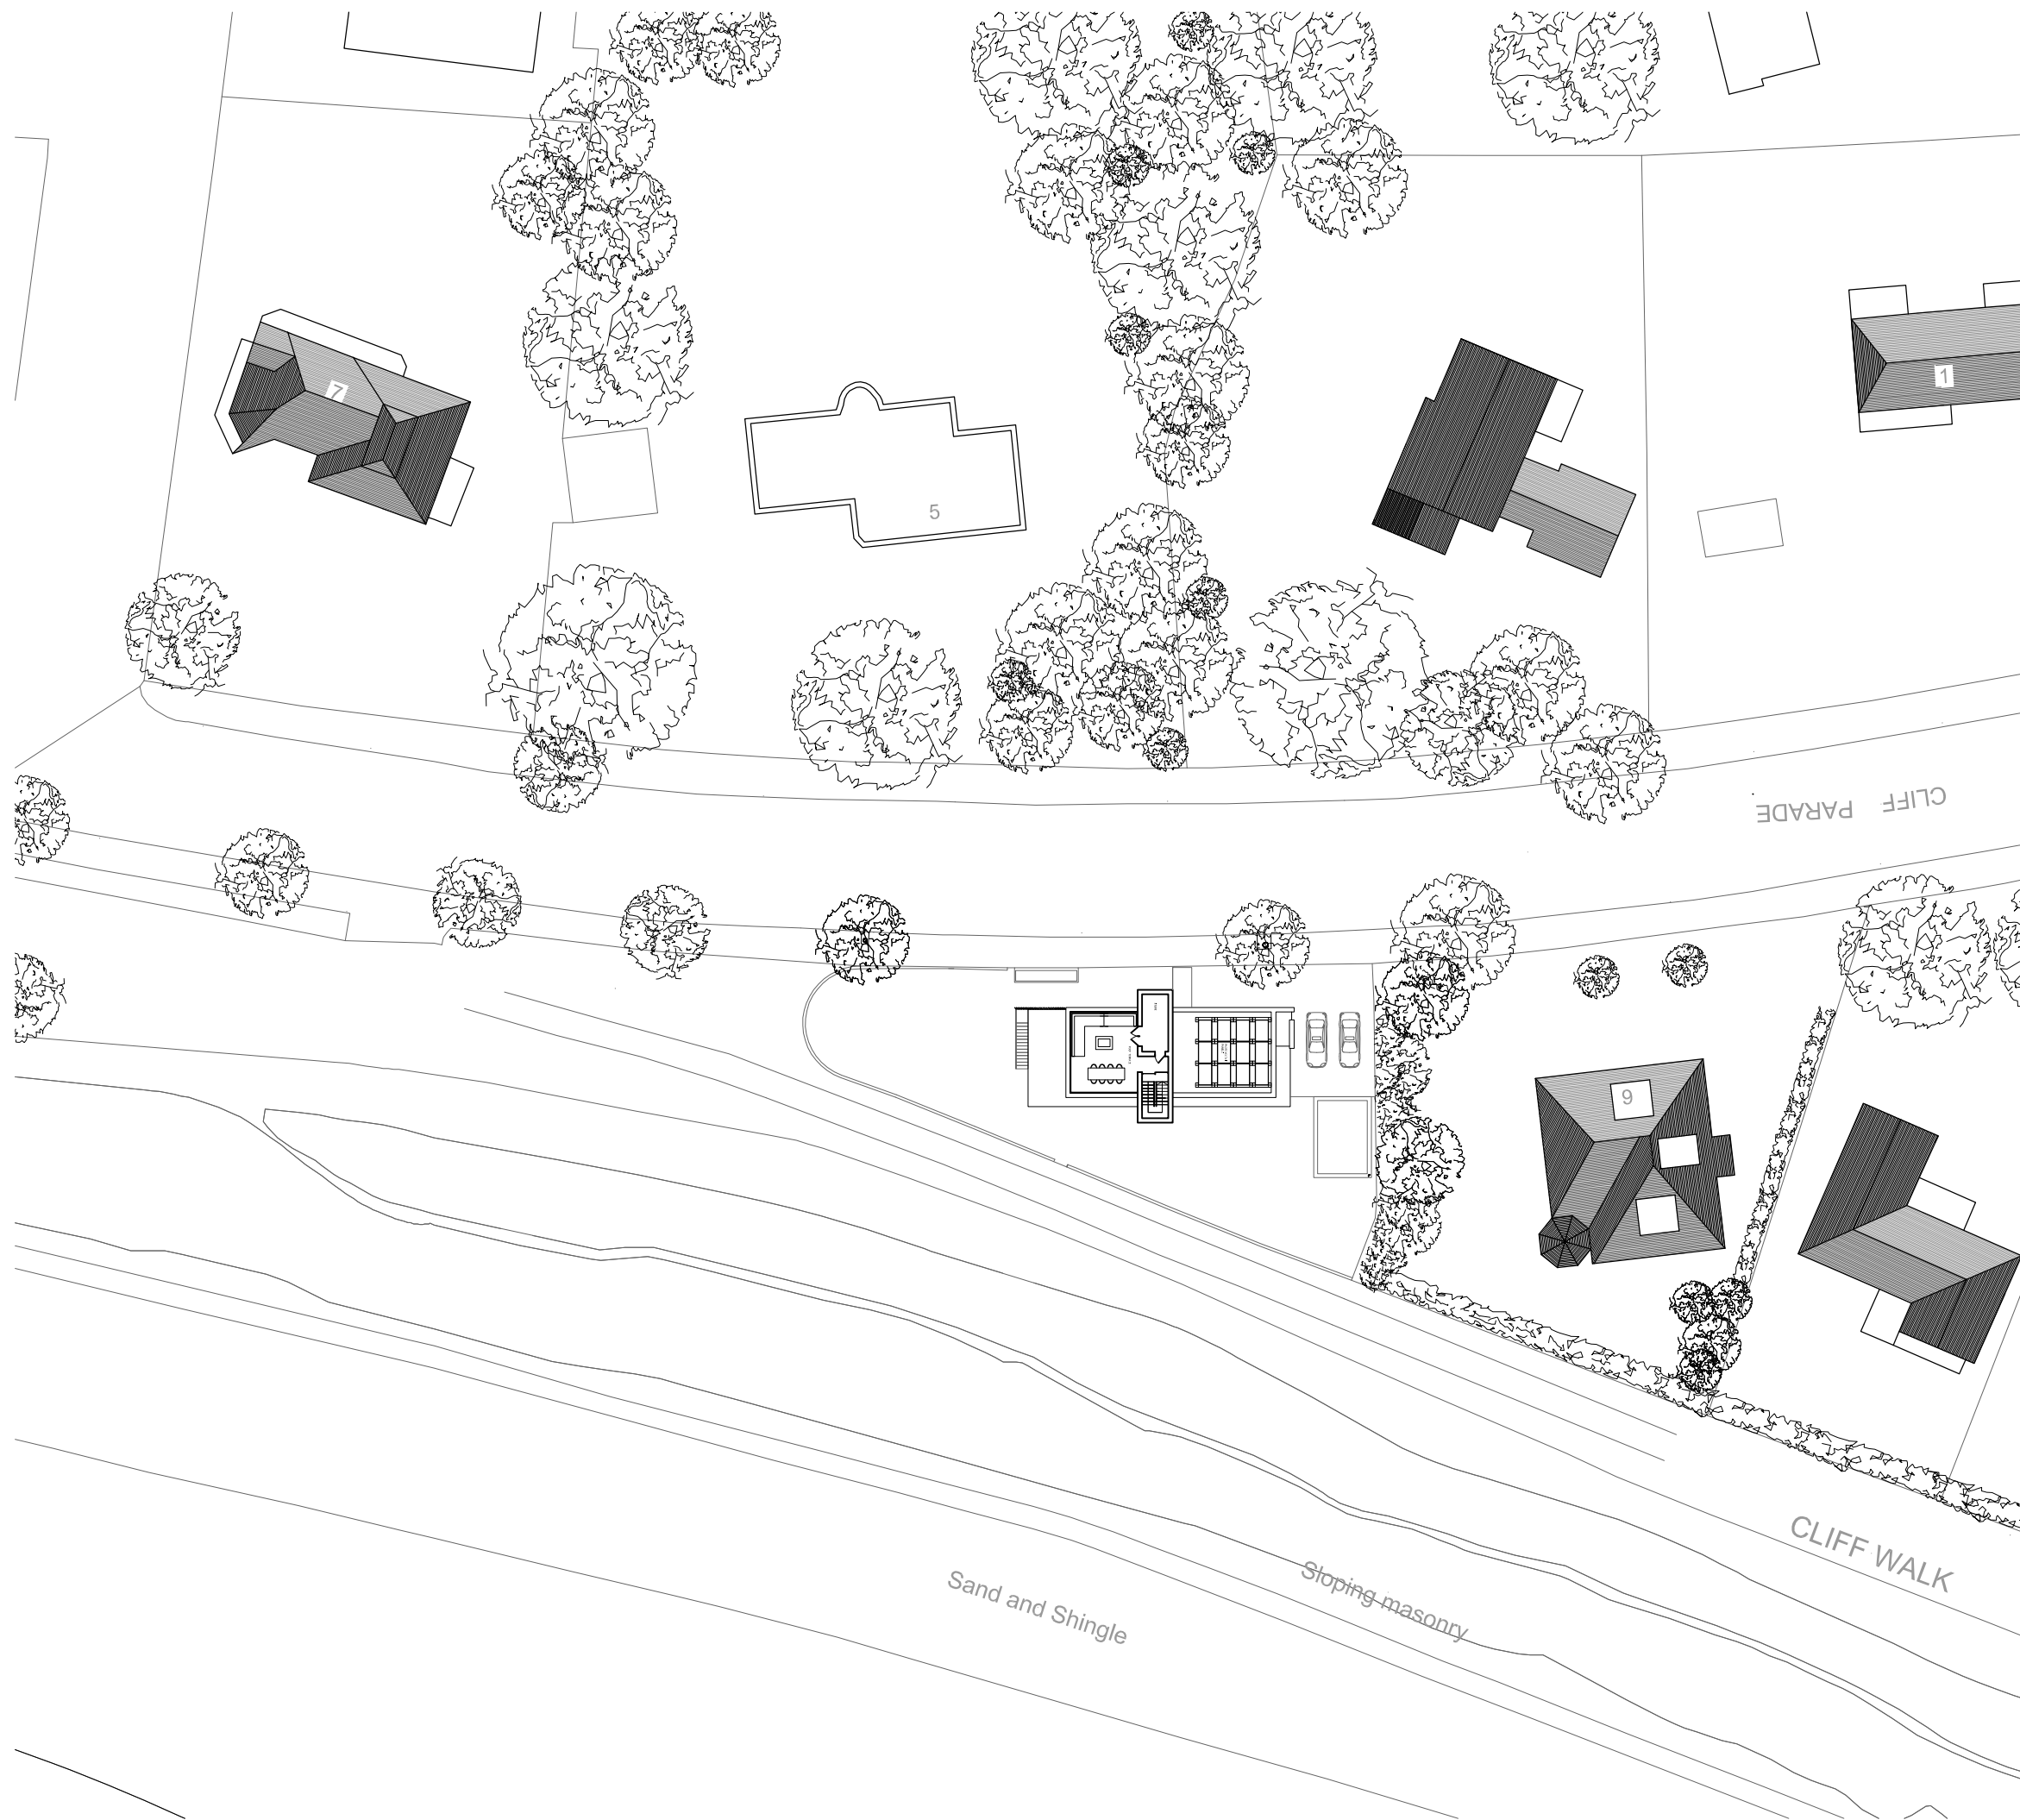 7
1
5
CLIFF PARADE
9
CLIFF WALK
Sloping masonry
Sand and Shingle